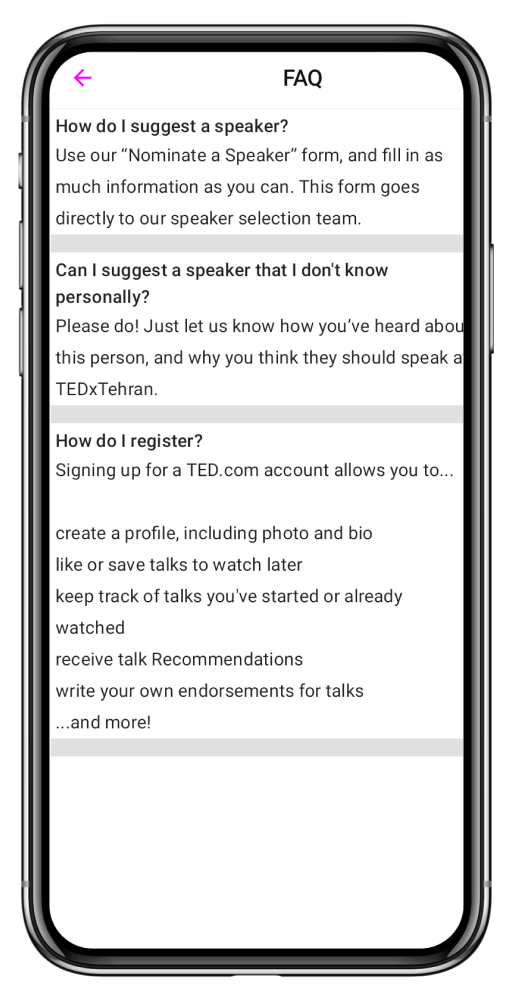 FAQ
How do I suggest a speaker?
Use our “Nominate a Speaker” form, and fill in as
much information as you can. This form goes
directly to our speaker selection team.
Can I suggest a speaker that I don't know
personally?
Please do! Just let us know how you’ve heard abou
this person, and why you think they should speak a
TEDxTehran.
How do I register?
Signing up for a TED.com account allows you to...
create a profile, including photo and bio
like or save talks to watch later
keep track of talks you've started or already
watched
receive talk Recommendations
write your own endorsements for talks
...and more!